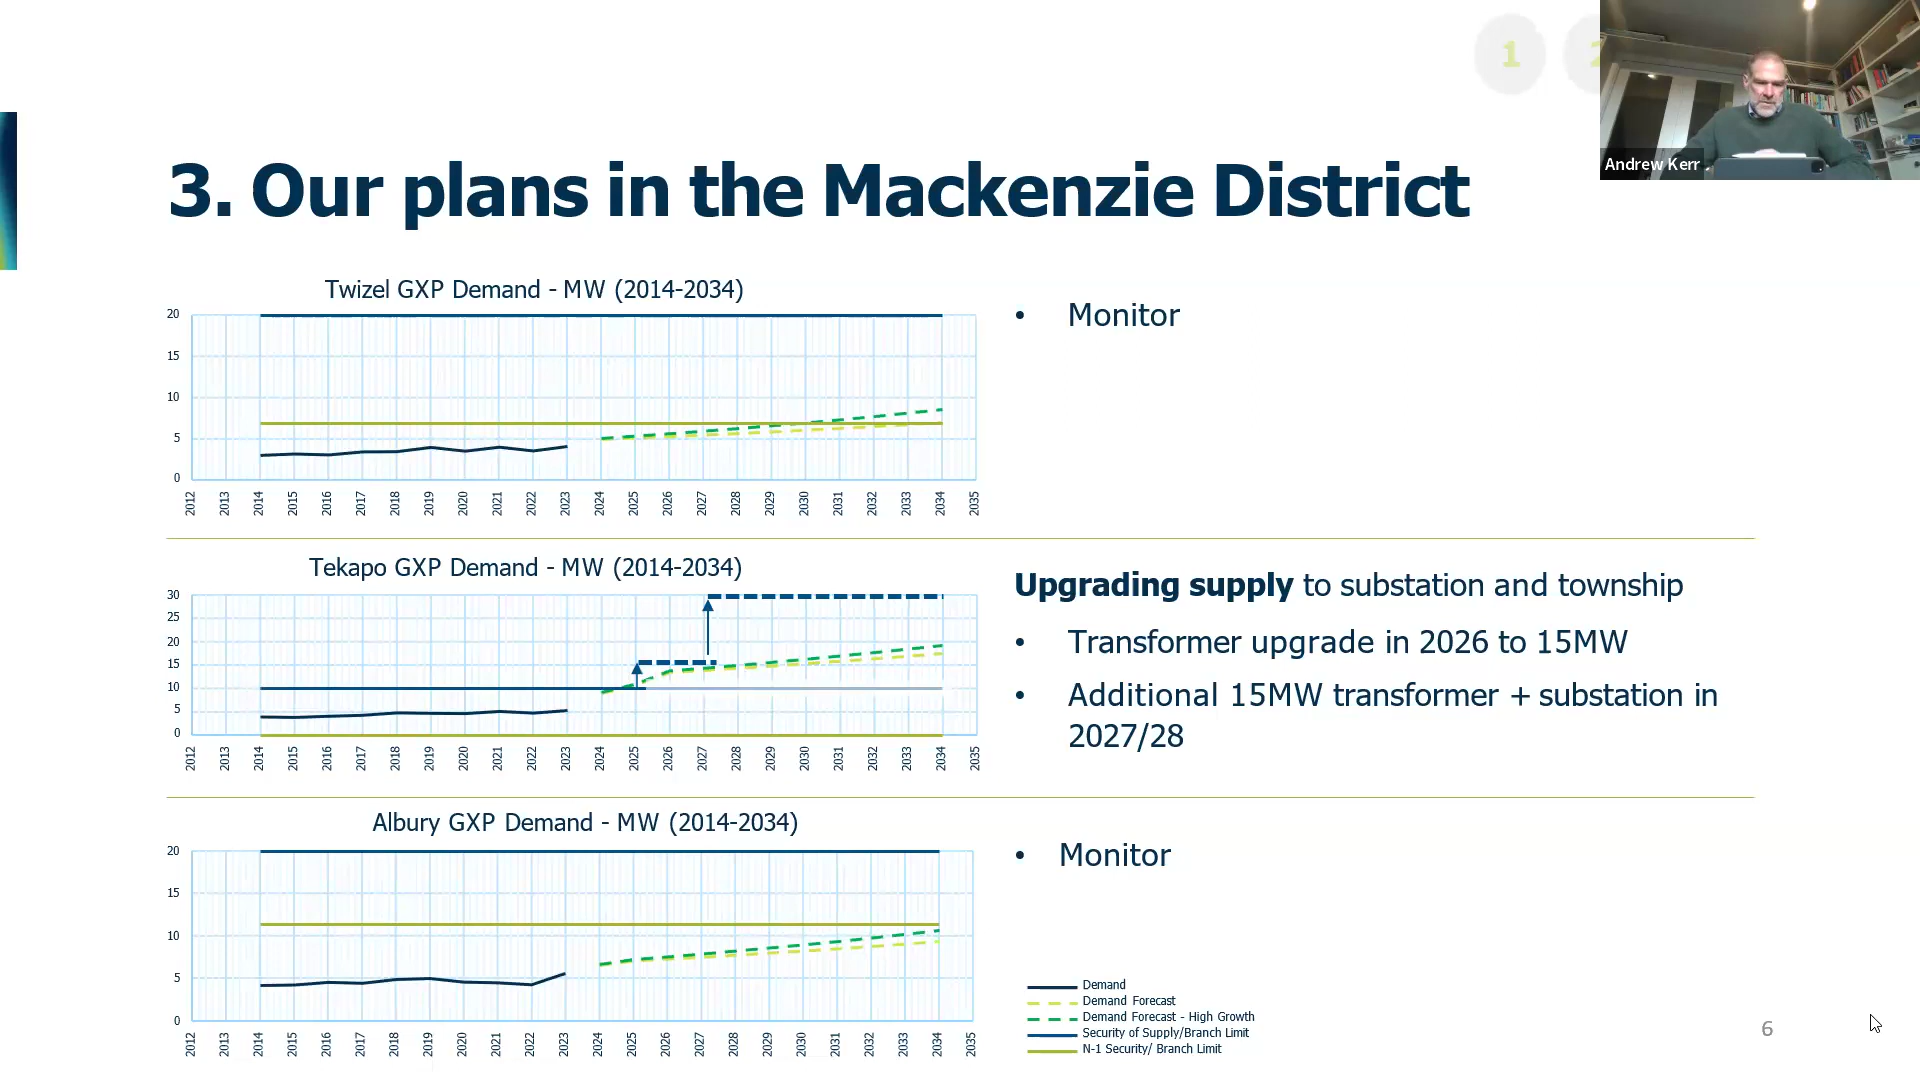 1
2
Andrew Kerr
3. Our plans in the Mackenzie District
Twizel GXP Demand - MW (2014-2034)
20
15
10
5
0
2012 2013 2014 2015 2016 2017 2018 2019 2020 2021 2022 2023 2024 2025 2026 2027 2028 2029 2030 2031 2032 2033 2034 2035
• Monitor
Tekapo GXP Demand - MW (2014-2034)
30
25
20
15
10
5
0
2012 2013 2014 2015 2016 2017 2018 2019 2020 2021 2022 2023 2024 2025 2026 2027 2028 2029 2030 2031 2032 2033 2034 2035
Upgrading supply to substation and township
• Transformer upgrade in 2026 to 15MW
• Additional 15MW transformer + substation in
2027/28
Albury GXP Demand - MW (2014-2034)
20
15
10
5
0
2012 2013 2014 2015 2016 2017 2018 2019 2020 2021 2022 2023 2024 2025 2026 2027 2028 2029 2030 2031 2032 2033 2034 2035
• Monitor
Demand
Demand Forecast
Demand Forecast - High Growth
Security of Supply/Branch Limit
N-1 Security/ Branch Limit
6